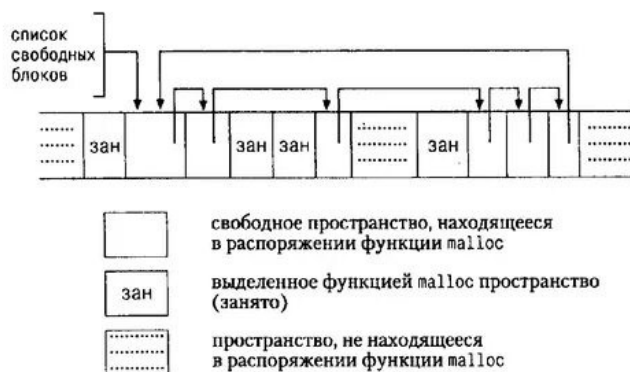 список
свободных
блоков
зан
зан
зан
зан
свободное пространство, находящееся
в распоряжении функции malloc
зан
выделенное функцией malloc пространство
(занято)
пространство, не находящееся
в распоряжении функции malloc